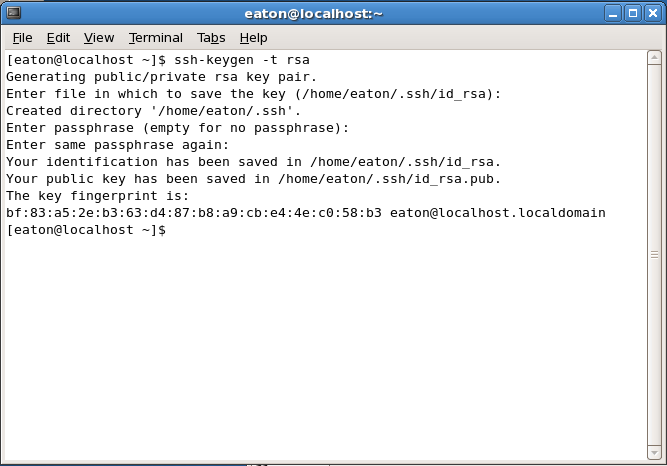 eaton@localhost:~
File Edit View Terminal Tabs Help
[eaton@localhost ~]$ ssh-keygen -t rsa
Generating public/private rsa key pair.
Enter file in which to save the key (/home/eaton/.ssh/id_rsa):
Created directory '/home/eaton/.ssh'.
Enter passphrase (empty for no passphrase):
Enter same passphrase again:
Your identification has been saved in /home/eaton/.ssh/id_rsa.
Your public key has been saved in /home/eaton/.ssh/id_rsa.pub.
The key fingerprint is:
bf:83:a5:2e:b3:63:d4:87:b8:a9:cb:e4:4e:c0:58:b3 eaton@localhost.localdomain
[eaton@localhost ~]$